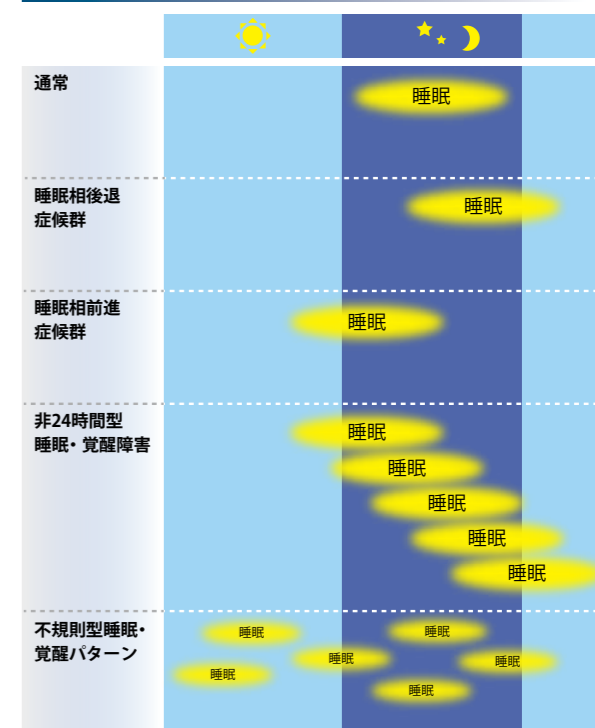 通常
睡眠
睡眠相後退
症候群
睡眠
睡眠相前進
症候群
睡眠
非24時間型
睡眠・覚醒障害
睡眠
睡眠
睡眠
睡眠
睡眠
不規則型睡眠・
覚醒パターン
睡眠
睡眠
睡眠
睡眠
睡眠
睡眠